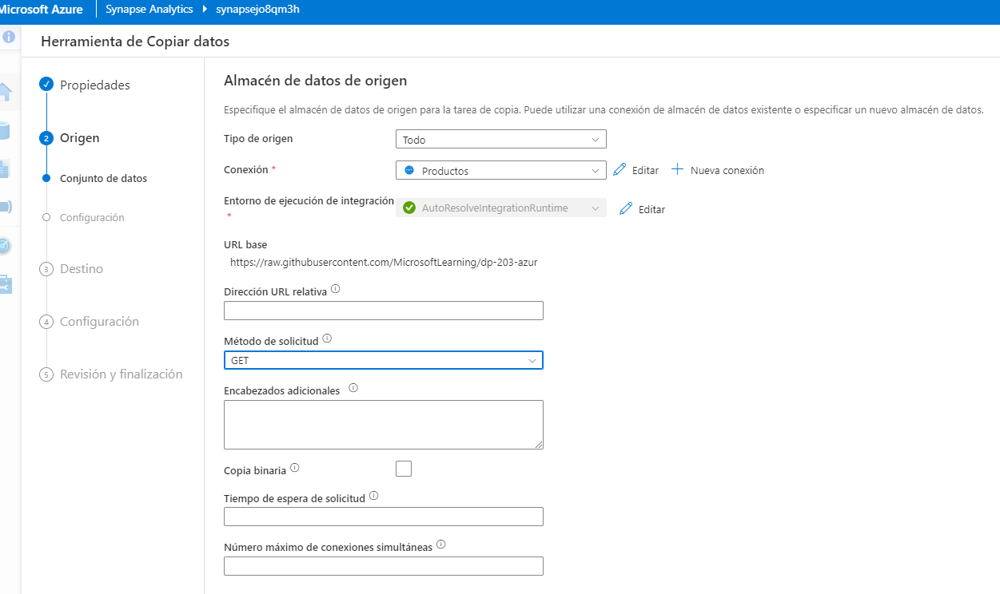 Microsoft Azure
Synapse Analytics
synapsejo8qm3h
Herramienta de Copiar datos
Propiedades
2
Origen
Conjunto de datos
Configuración
3
Destino
4
Configuración
5
Revisión y finalización
Almacén de datos de origen
Especifique el almacén de datos de origen para la tarea de copia. Puede utilizar una conexión de almacén de datos existente o especificar un nuevo almacén de datos.
Tipo de origen
Todo
Conexión *
Productos
Editar
Nueva conexión
Entorno de ejecución de integración
*
AutoResolveIntegrationRuntime
Editar
URL base
https://raw.githubusercontent.com/MicrosoftLearning/dp-203-azur
Dirección URL relativa
Método de solicitud
GET
Encabezados adicionales
Copia binaria
Tiempo de espera de solicitud
Número máximo de conexiones simultáneas